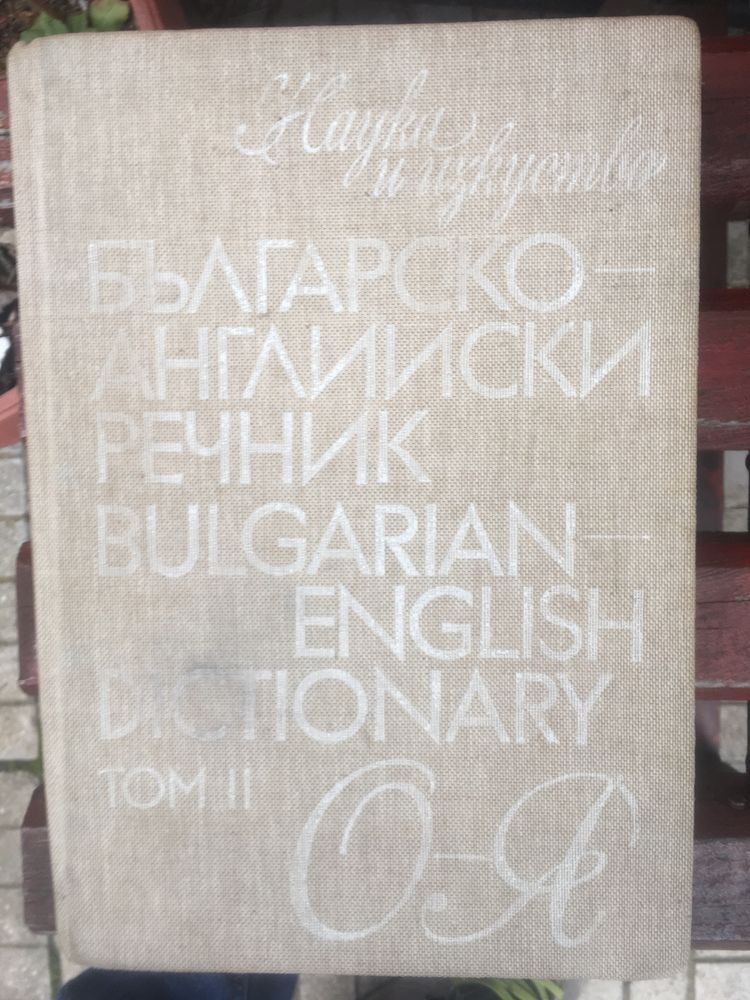 Наука
и изкуство
БЪЛГАРСКО—
АНГЛИЙСКИ
РЕЧНИК
BULGARIAN—
ENGLISH
DICTIONARY
ТОМ II
О-Я